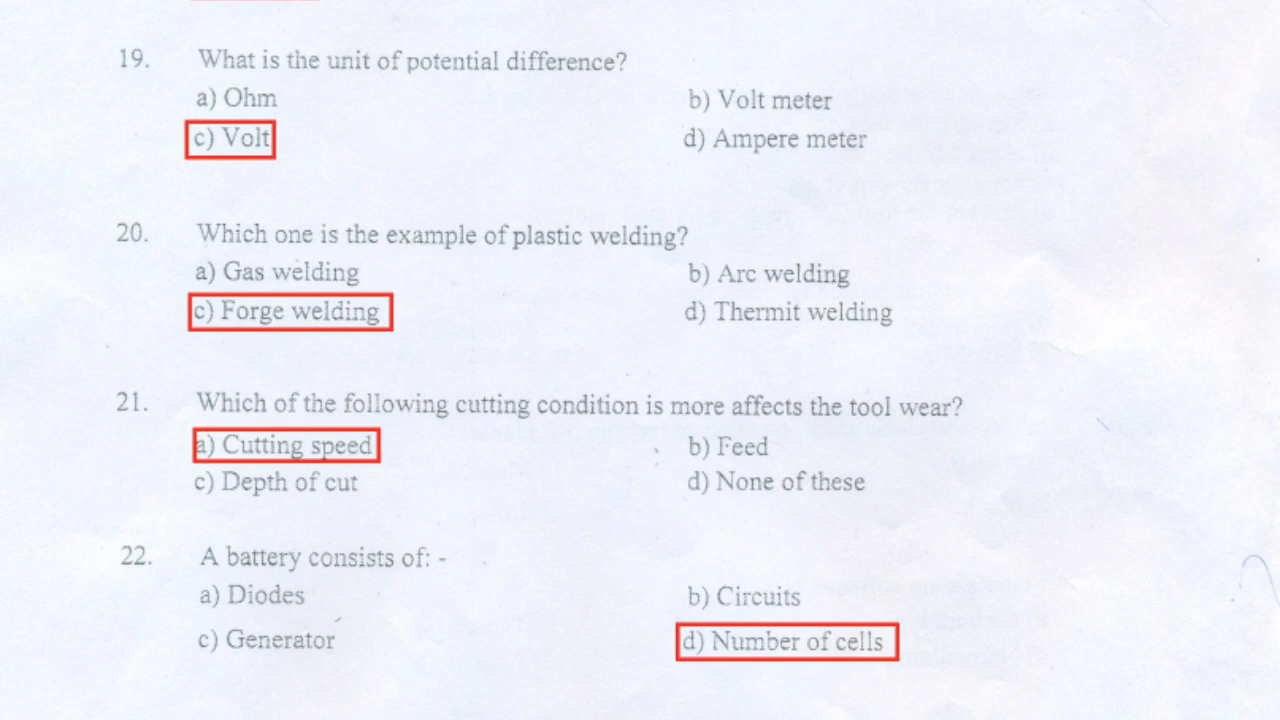 19. What is the unit of potential difference?
a) Ohm b) Volt meter
c) Volt d) Ampere meter
20. Which one is the example of plastic welding?
a) Gas welding b) Arc welding
c) Forge welding d) Thermit welding
21. Which of the following cutting condition is more affects the tool wear?
a) Cutting speed b) Feed
c) Depth of cut d) None of these
22. A battery consists of: -
a) Diodes b) Circuits
c) Generator d) Number of cells